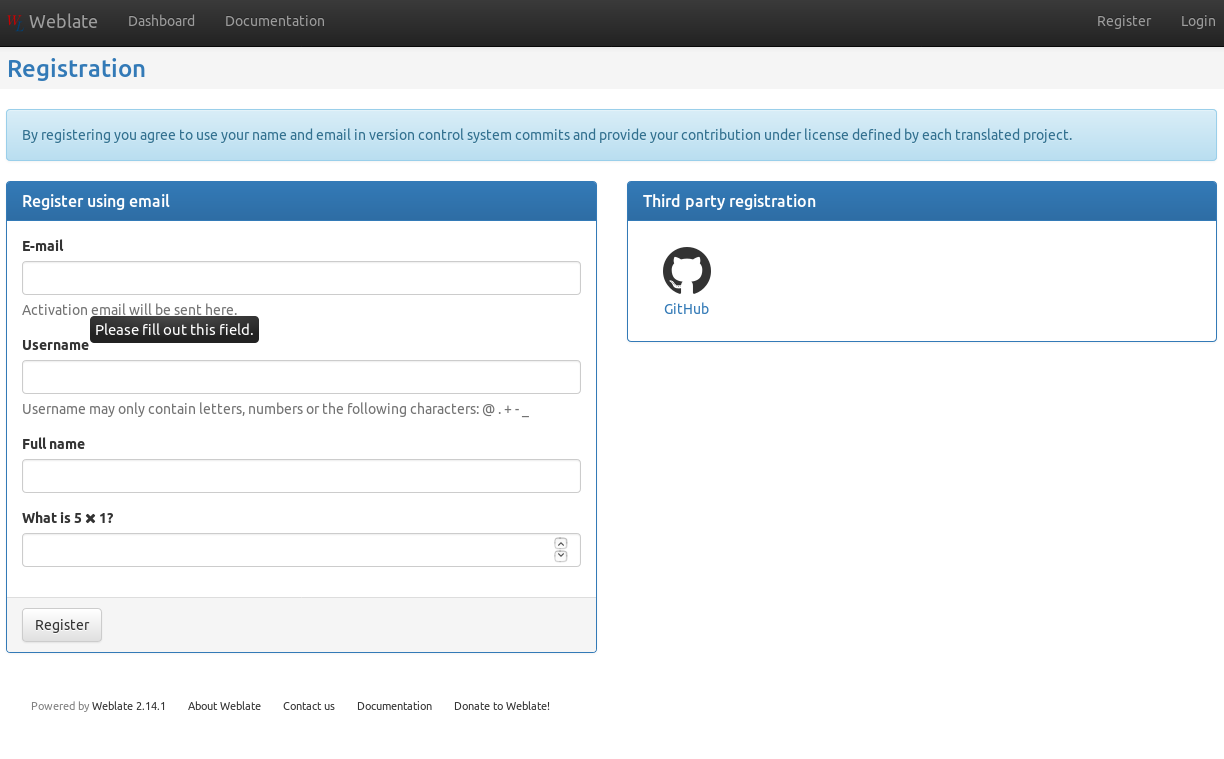 Weblate Dashboard Documentation Register Login
Registration
By registering you agree to use your name and email in version control system commits and provide your contribution under license defined by each translated project.
Register using email
E-mail
Activation email will be sent here.
Please fill out this field.
Username
Username may only contain letters, numbers or the following characters: @ . + - _
Full name
What is 5 ✖ 1?
Register
Third party registration
GitHub
Powered by Weblate 2.14.1 About Weblate Contact us Documentation Donate to Weblate!